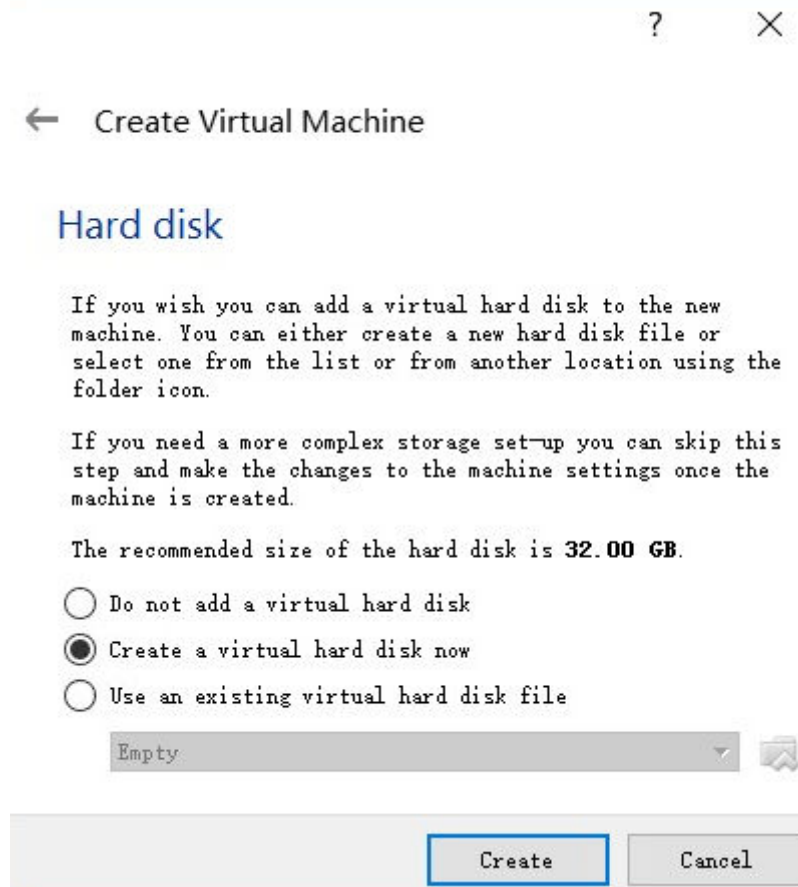 ?
Create Virtual Machine
Hard disk
If you wish you can add a virtual hard disk to the new
machine. You can either create a new hard disk file or
select one from the list or from another location using the
folder icon.
If you need a more complex storage set-up you can skip this
step and make the changes to the machine settings once the
machine is created.
The recommended size of the hard disk is 32.00 GB.
Do not add a virtual hard disk
Create a virtual hard disk now
Use an existing virtual hard disk file
Empty
Create Cancel